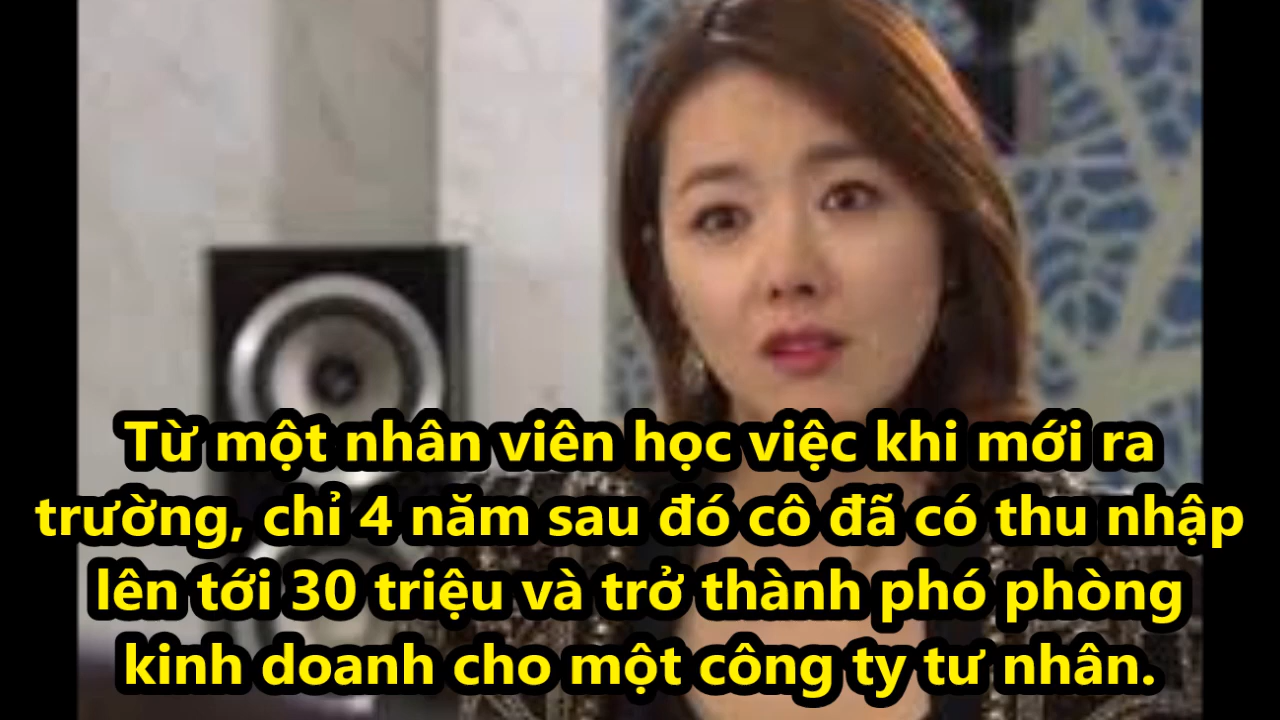 Từ một nhân viên học việc khi mới ra
trường, chỉ 4 năm sau đó cô đã có thu nhập
lên tới 30 triệu và trở thành phó phòng
kinh doanh cho một công ty tư nhân.